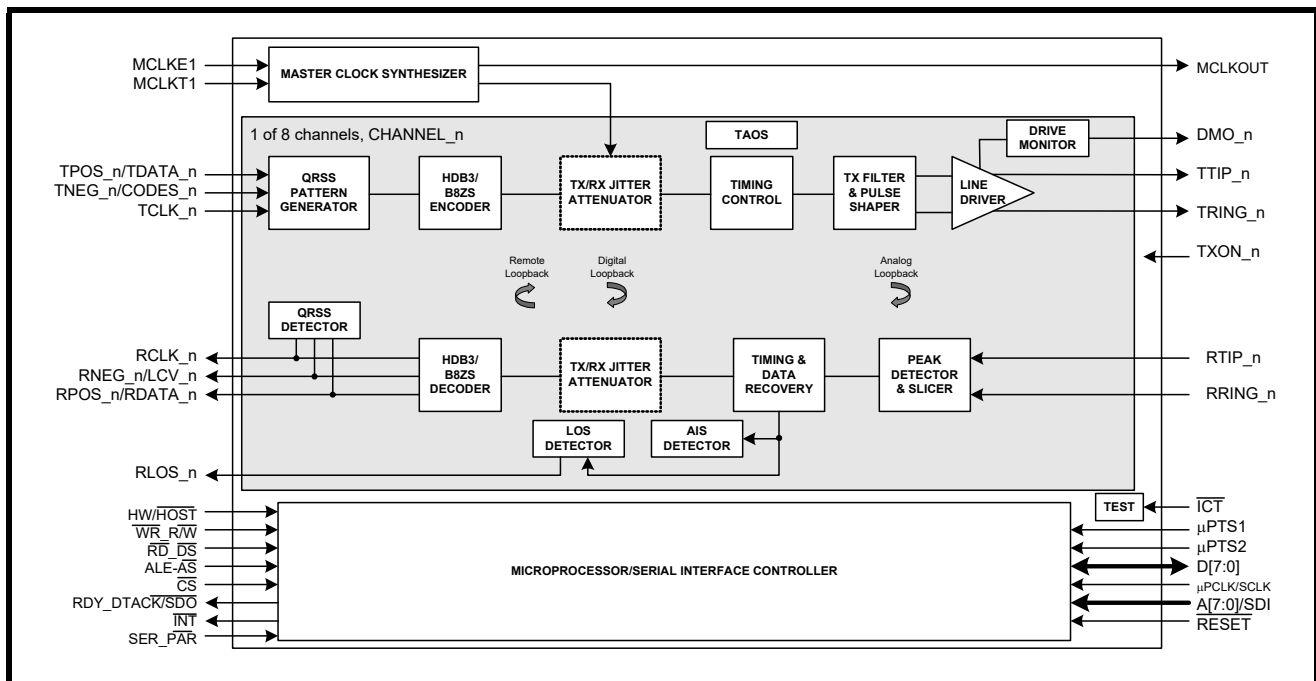 MCLKE1
MCLKT1
MASTER CLOCK SYNTHESIZER
MCLKOUT
1 of 8 channels, CHANNEL_n
TAOS
DRIVE
MONITOR
DMO_n
TPOS_n/TDATA_n
TNEG_n/CODES_n
TCLK_n
QRSS
PATTERN
GENERATOR
HDB3/
B8ZS
ENCODER
TX/RX JITTER
ATTENUATOR
TIMING
CONTROL
TX FILTER
& PULSE
SHAPER
LINE
DRIVER
TTIP_n
TRING_n
TXON_n
Remote
Loopback
Digital
Loopback
Analog
Loopback
QRSS
DETECTOR
RCLK_n
RNEG_n/LCV_n
RPOS_n/RDATA_n
HDB3/
B8ZS
DECODER
TX/RX JITTER
ATTENUATOR
TIMING &
DATA
RECOVERY
PEAK
DETECTOR
& SLICER
RTIP_n
RRING_n
LOS
DETECTOR
AIS
DETECTOR
RLOS_n
HW/HOST
WR_R/W
RD_DS
ALE-AS
CS
RDY_DTACK/SDO
INT
SER_PAR
MICROPROCESSOR/SERIAL INTERFACE CONTROLLER
TEST
ICT
µPTS1
µPTS2
D[7:0]
µPCLK/SCLK
A[7:0]/SDI
RESET